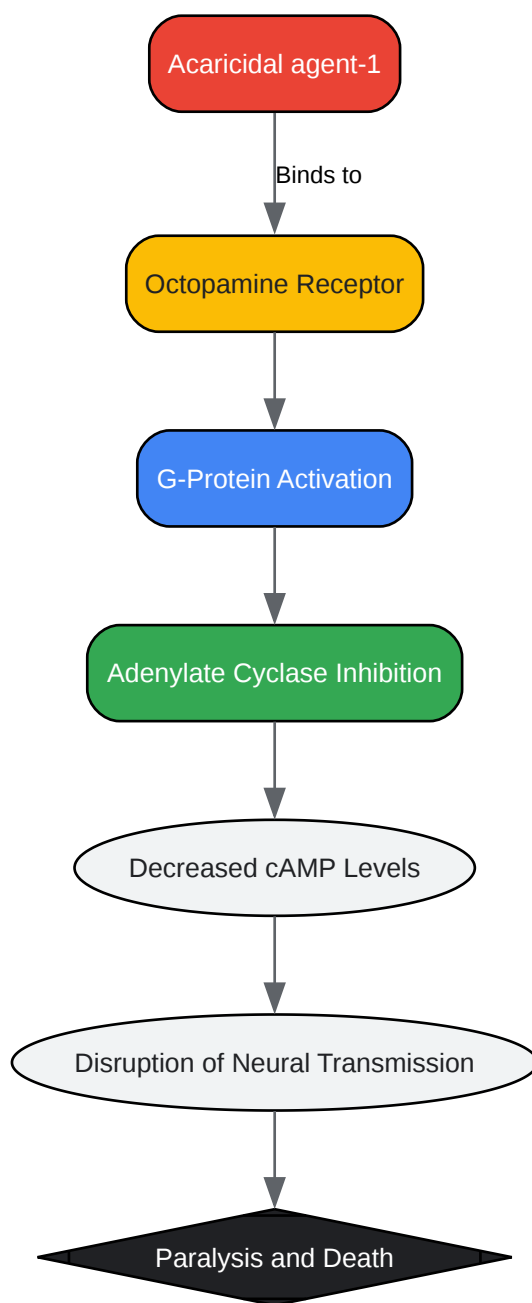 Acaricidal agent-1
Binds to
Octopamine Receptor
G-Protein Activation
Adenylate Cyclase Inhibition
Decreased cAMP Levels
Disruption of Neural Transmission
Paralysis and Death